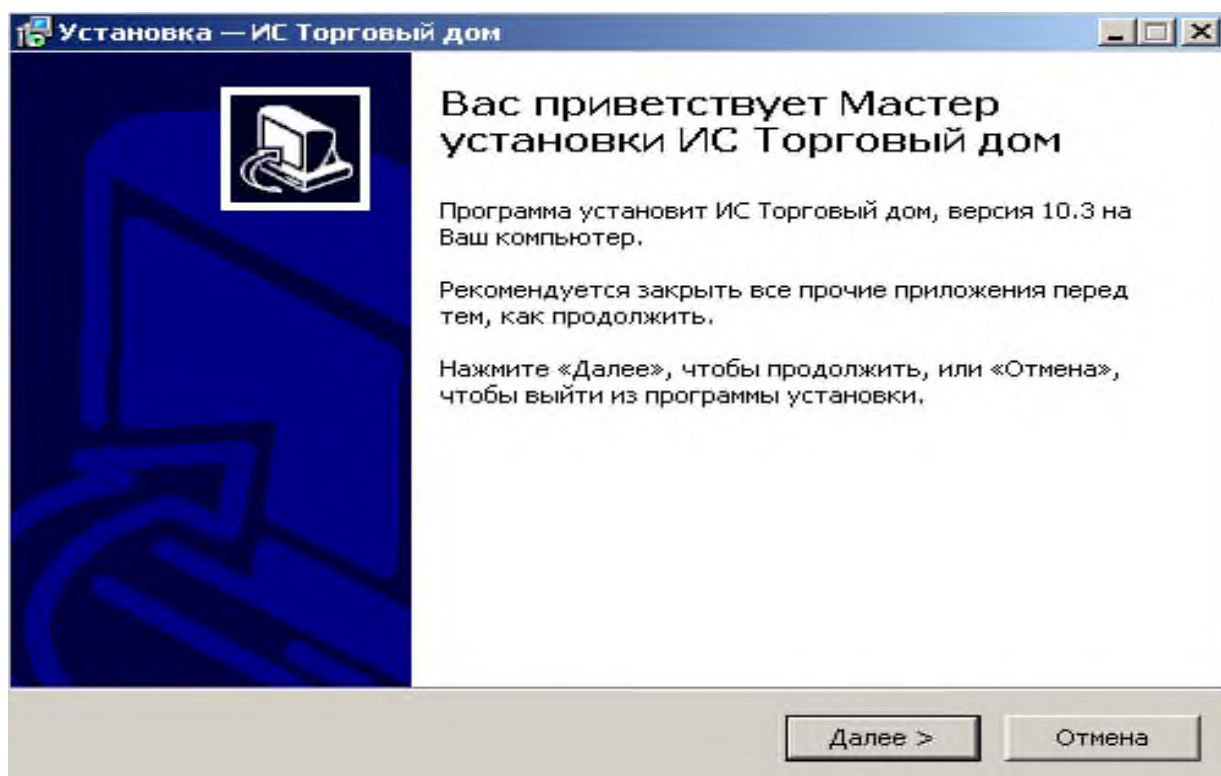 Установка — ИС Торговый дом
Вас приветствует Мастер
установки ИС Торговый дом
Программа установит ИС Торговый дом, версия 10.3 на
Ваш компьютер.
Рекомендуется закрыть все прочие приложения перед
тем, как продолжить.
Нажмите «Далее», чтобы продолжить, или «Отмена»,
чтобы выйти из программы установки.
Далее >
Отмена